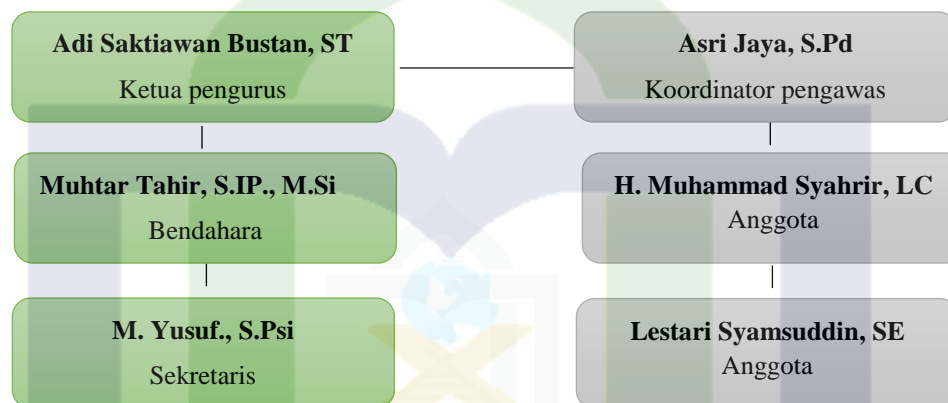 Adi Saktiawan Bustan, ST
Ketua pengurus
Asri Jaya, S.Pd
Koordinator pengawas
Muhtar Tahir, S.IP., M.Si
Bendahara
H. Muhammad Syahrir, LC
Anggota
M. Yusuf., S.Psi
Sekretaris
Lestari Syamsuddin, SE
Anggota